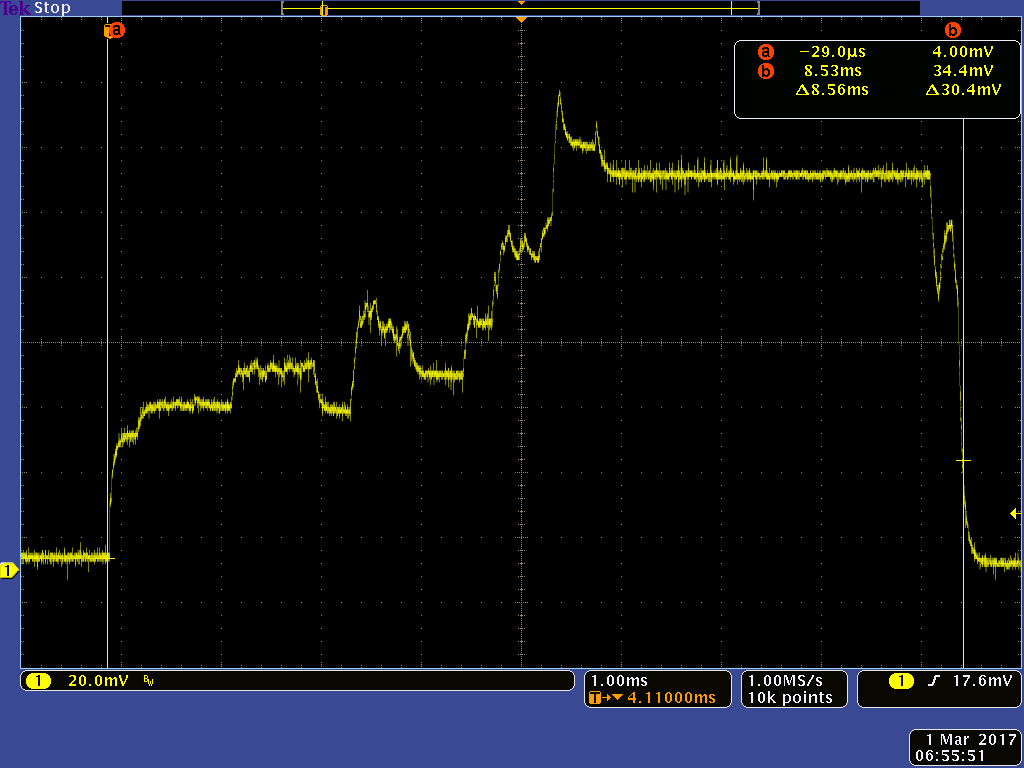 Tek Stop
a
b
a −29.0µs 4.00mV
b 8.53ms 34.4mV
Δ8.56ms Δ30.4mV
1
1 20.0mV BW
1.00ms
T→▼4.11000ms
1.00MS/s
10k points
1 17.6mV
1 Mar 2017
06:55:51